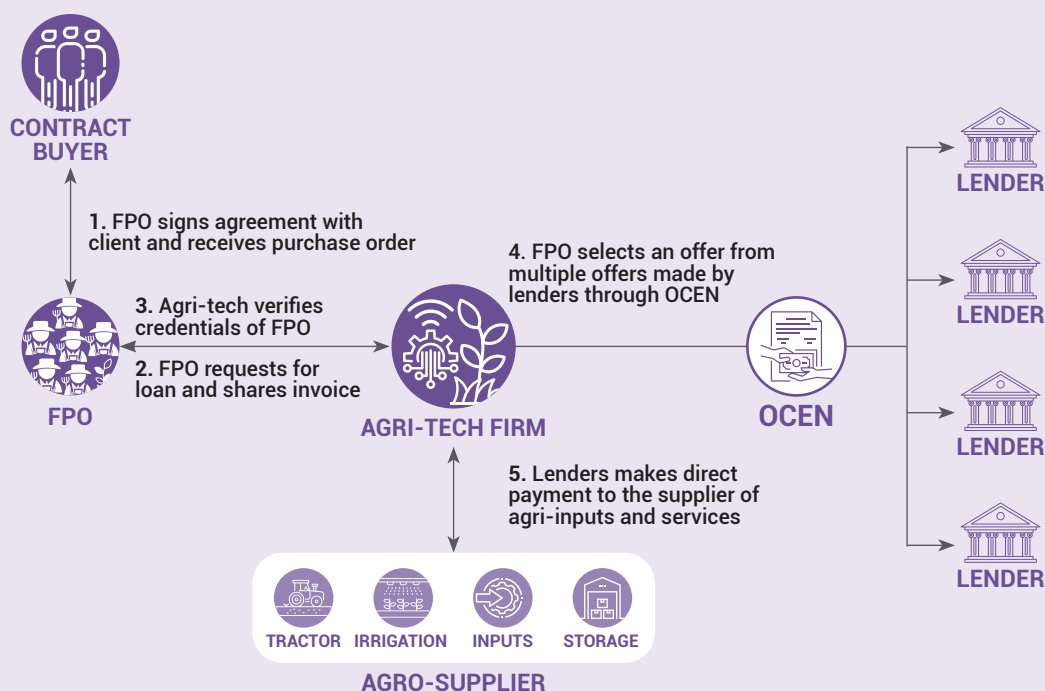 CONTRACT
BUYER
1. FPO signs agreement with
client and receives purchase order
3. Agri-tech verifies
credentials of FPO
2. FPO requests for
loan and shares invoice
FPO
AGRI-TECH FIRM
4. FPO selects an offer from
multiple offers made by
lenders through OCEN
OCEN
LENDER
LENDER
LENDER
LENDER
5. Lenders makes direct
payment to the supplier of
agri-inputs and services
TRACTOR
IRRIGATION
INPUTS
STORAGE
AGRO-SUPPLIER